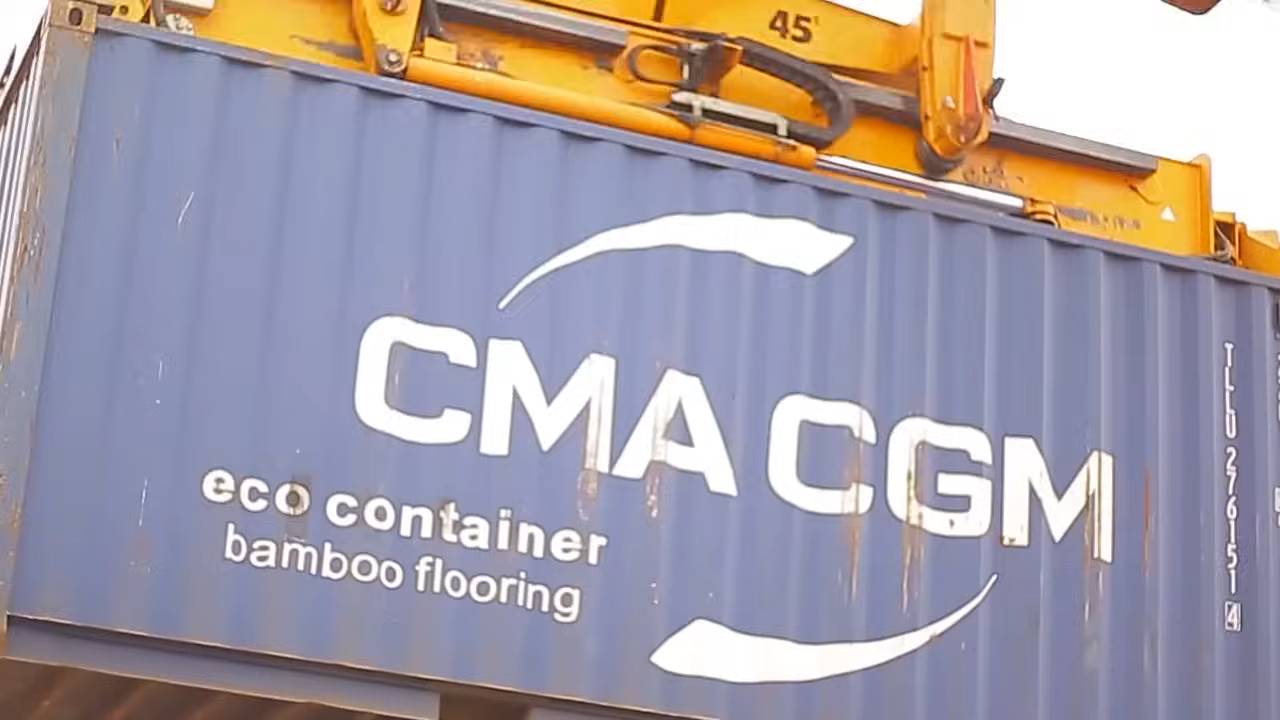 45'
CMA CGM
eco container
bamboo flooring
TLLU 276151 4